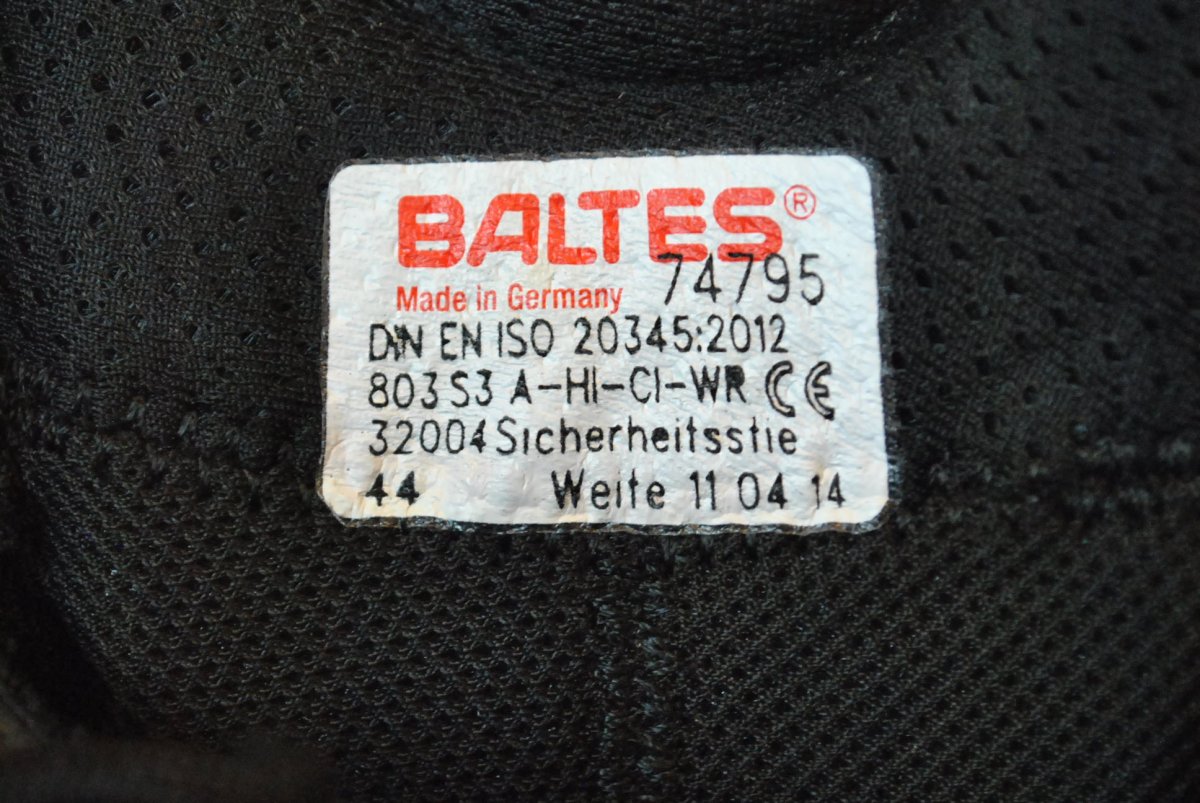 BALTES®
Made in Germany 74795
DIN EN ISO 20345:2012
803 S3 A-HI-CI-WR CE
32004 Sicherheitsstie
44 Weite 11 04 14